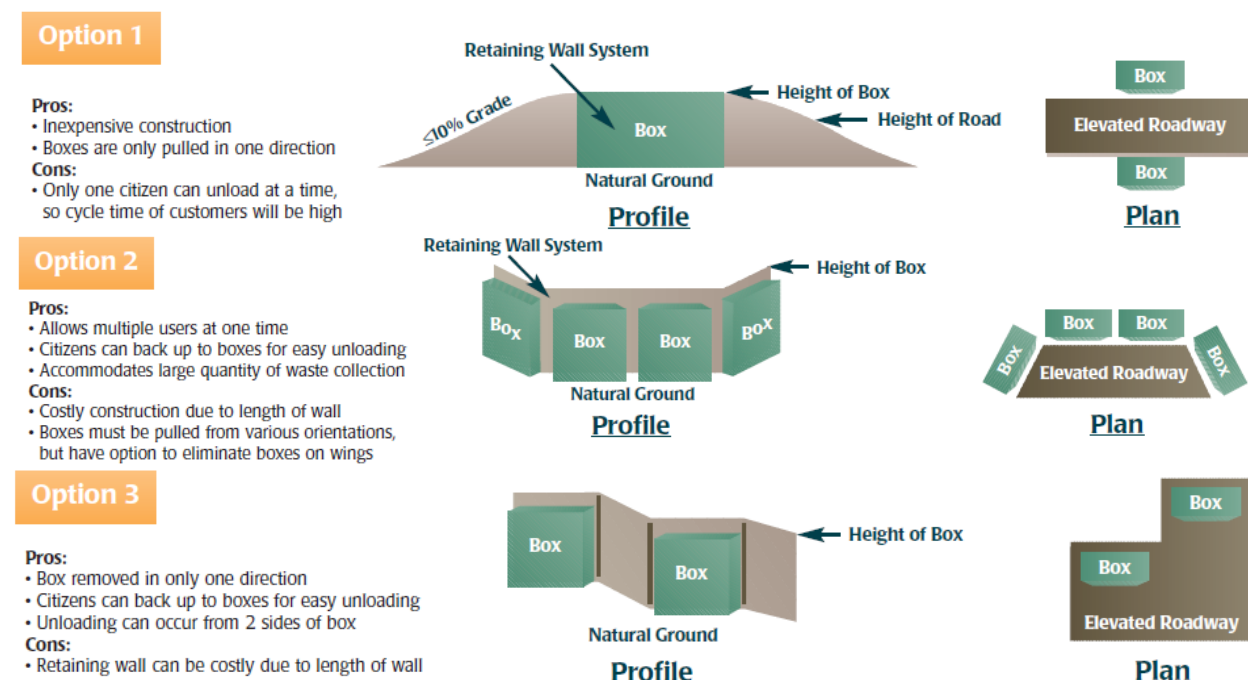 Option 1
Pros:
• Inexpensive construction
• Boxes are only pulled in one direction
Cons:
• Only one citizen can unload at a time,
so cycle time of customers will be high
Retaining Wall System
≤10% Grade
Box
Height of Box
Height of Road
Natural Ground
Profile
Box
Elevated Roadway
Box
Plan
Option 2
Pros:
• Allows multiple users at one time
• Citizens can back up to boxes for easy unloading
• Accommodates large quantity of waste collection
Cons:
• Costly construction due to length of wall
• Boxes must be pulled from various orientations,
but have option to eliminate boxes on wings
Retaining Wall System
Height of Box
Box
Box
Box
Box
Natural Ground
Profile
Box
Box
Box
Box
Elevated Roadway
Plan
Option 3
Pros:
• Box removed in only one direction
• Citizens can back up to boxes for easy unloading
• Unloading can occur from 2 sides of box
Cons:
• Retaining wall can be costly due to length of wall
Box
Box
Height of Box
Natural Ground
Profile
Box
Box
Elevated Roadway
Plan